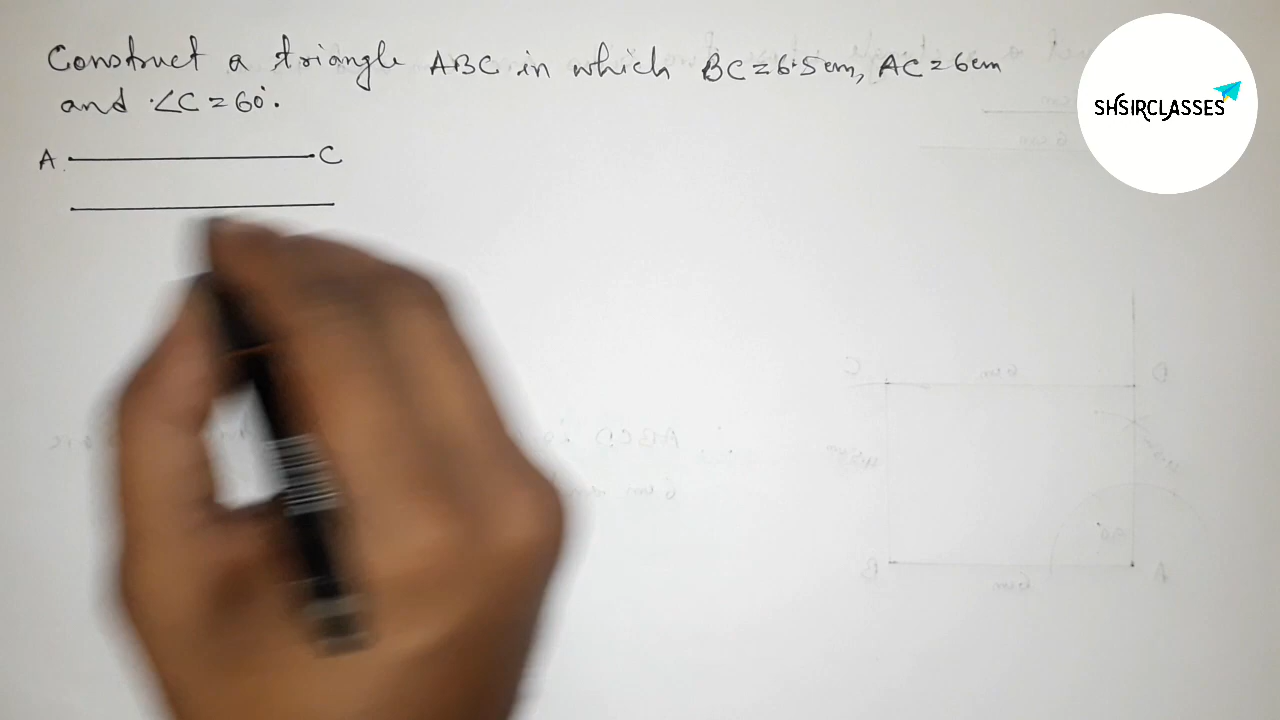 Construct a triangle ABC in which BC = 6.5 cm, AC = 6 cm
and ∠C = 60°.
SHSIRCLASSES
A C